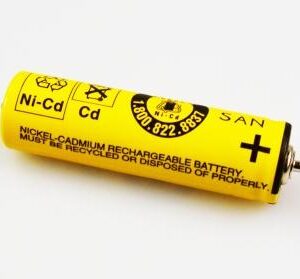 Ni-Cd
Cd
Ni-Cd
1.800.822.8837
SAN
+
NICKEL-CADMIUM RECHARGEABLE BATTERY.
MUST BE RECYCLED OR DISPOSED OF PROPERLY.